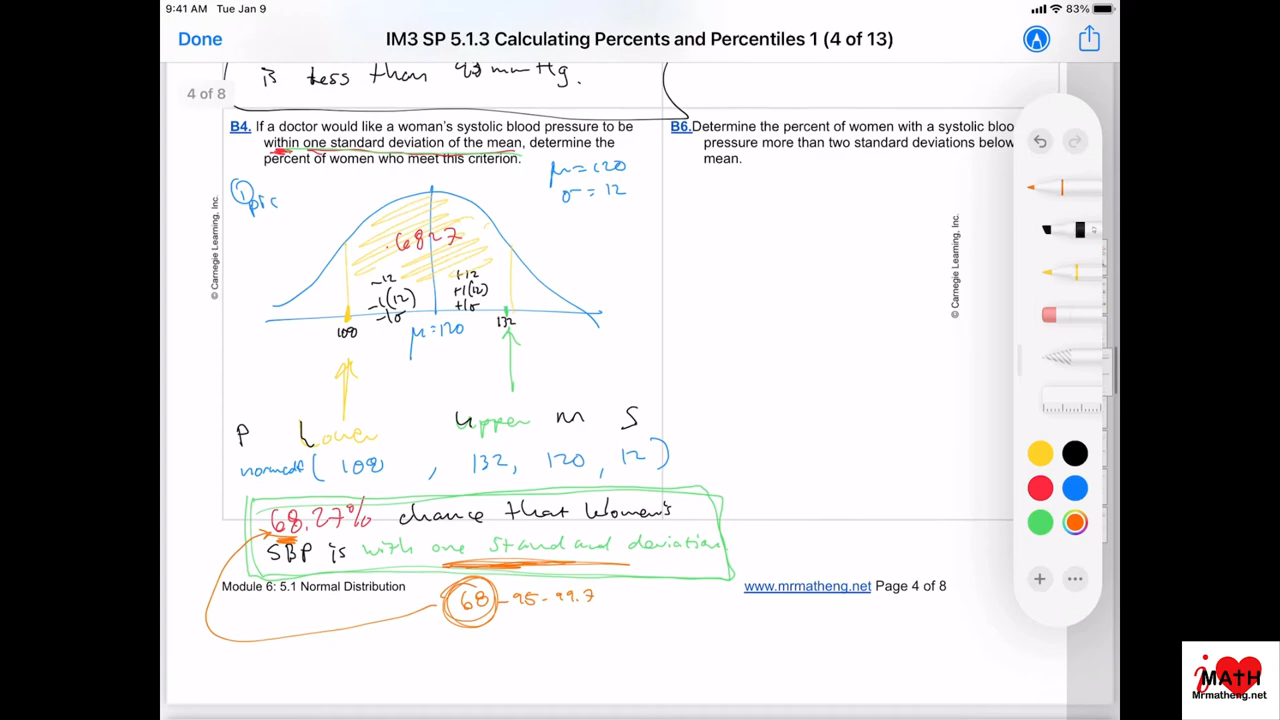 9:41 AM Tue Jan 9
83%
Done
IM3 SP 5.1.3 Calculating Percents and Percentiles 1 (4 of 13)
is less than 90 mm Hg.
4 of 8
B4. If a doctor would like a woman's systolic blood pressure to be
within one standard deviation of the mean, determine the
percent of women who meet this criterion.
μ=120
σ=12
① pic
.6827
-12
-1(12)
-1σ
+12
+1(12)
+1σ
108
μ=120
132
P Lower Upper m S
normcdf( 108 , 132, 120, 12)
68.27% chance that Women's
SBP is with one standard deviation
68-95-99.7
Module 6: 5.1 Normal Distribution
www.mrmatheng.net Page 4 of 8
© Carnegie Learning, Inc.
B6. Determine the percent of women with a systolic bloo
pressure more than two standard deviations below
mean.
© Carnegie Learning, Inc.
i
MATH
Mrmatheng.net